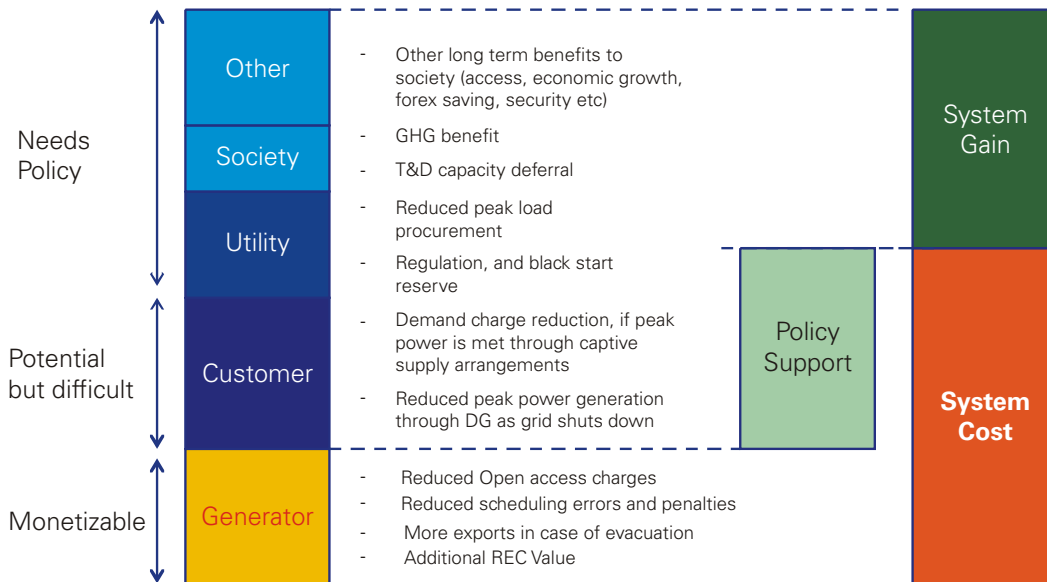 Needs
Policy
Potential
but difficult
Monetizable
Other
Society
Utility
Customer
Generator
- Other long term benefits to
society (access, economic growth,
forex saving, security etc)
- GHG benefit
- T&D capacity deferral
- Reduced peak load
procurement
- Regulation, and black start
reserve
- Demand charge reduction, if peak
power is met through captive
supply arrangements
- Reduced peak power generation
through DG as grid shuts down
- Reduced Open access charges
- Reduced scheduling errors and penalties
- More exports in case of evacuation
- Additional REC Value
Policy
Support
System
Gain
System
Cost